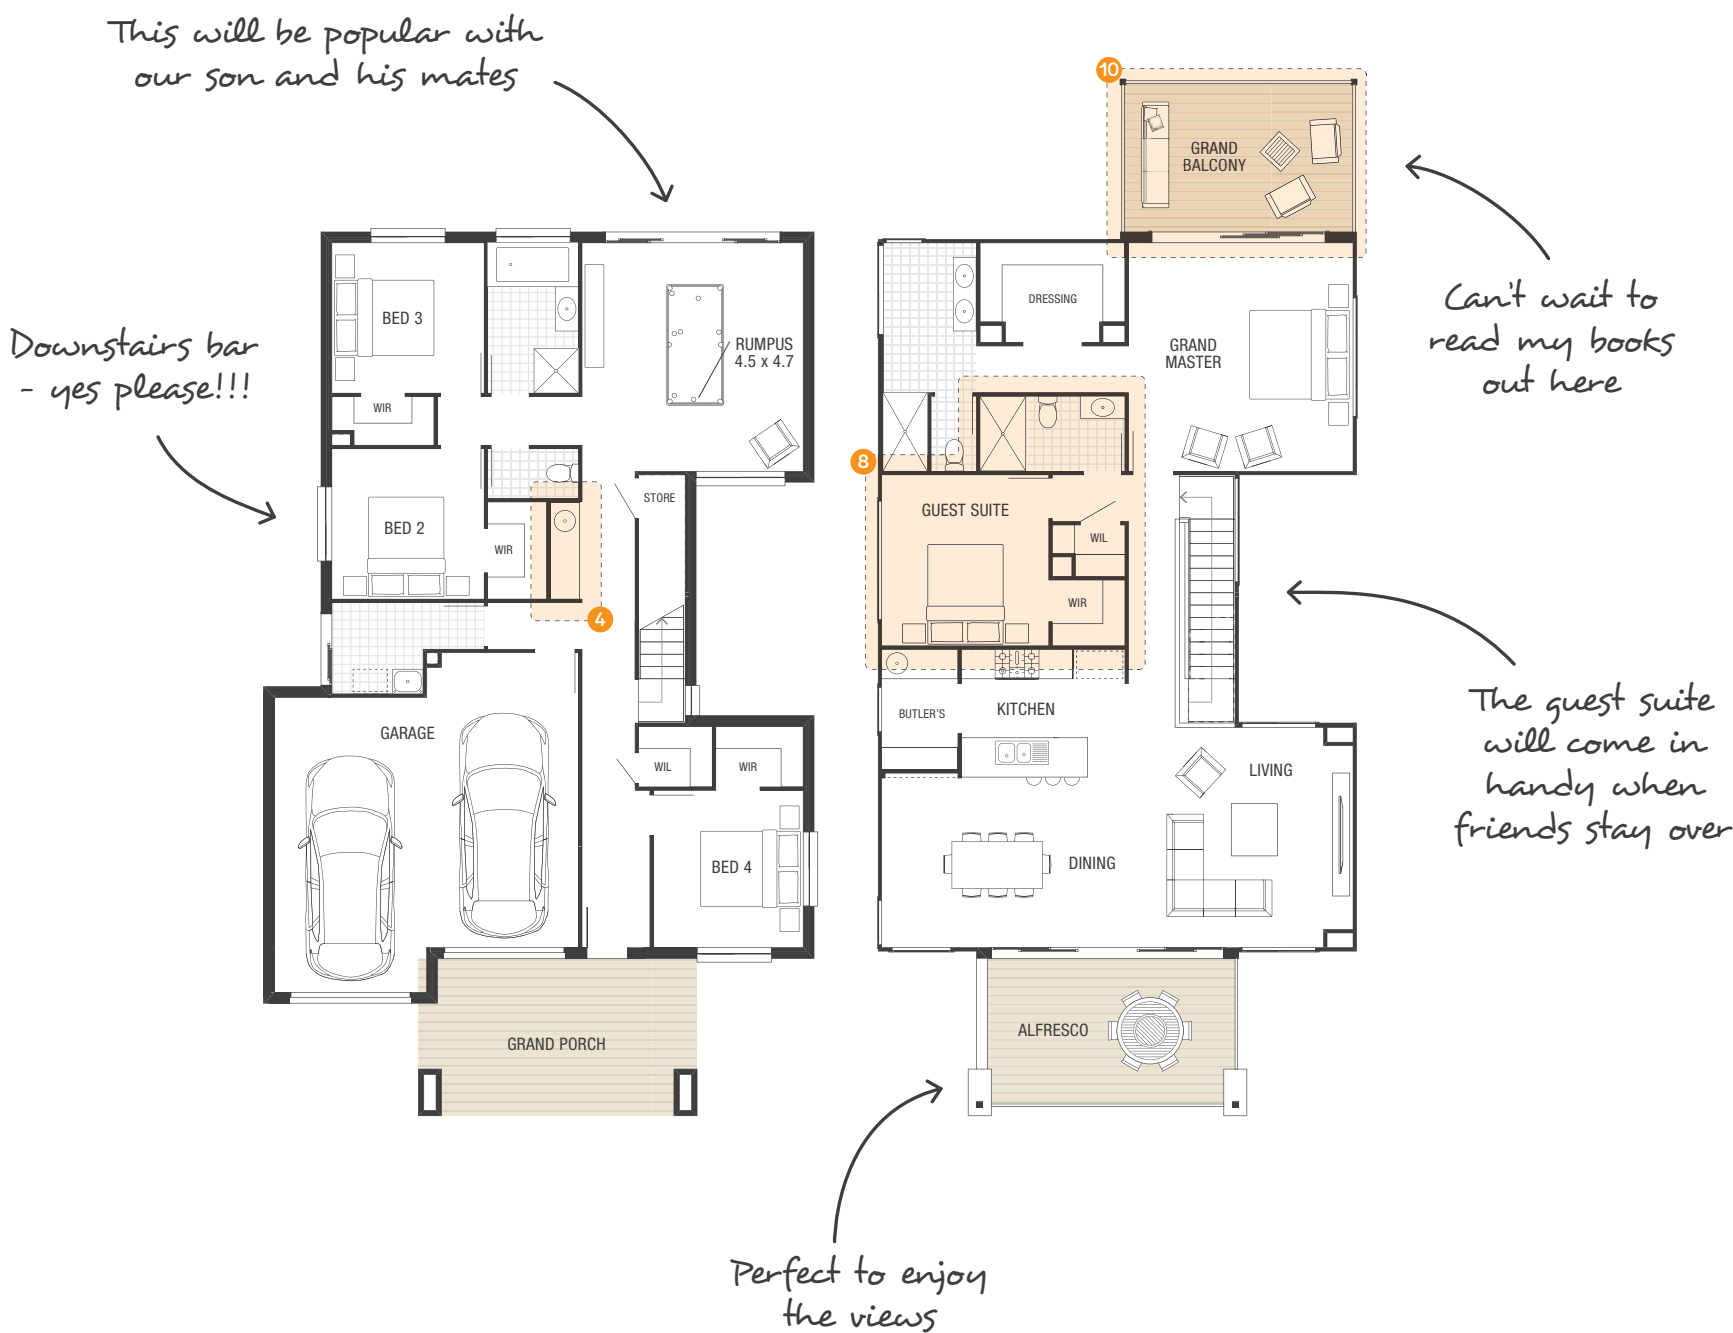 This will be popular with
our son and his mates
Downstairs bar
- yes please!!!
BED 3
WIR
RUMPUS
4.5 x 4.7
BED 2
WIR
STORE
4
GARAGE
WIL
WIR
BED 4
GRAND PORCH
10
GRAND
BALCONY
Can't wait to
read my books
out here
DRESSING
GRAND
MASTER
8
GUEST SUITE
WIL
WIR
BUTLER'S
KITCHEN
LIVING
DINING
ALFRESCO
The guest suite
will come in
handy when
friends stay over
Perfect to enjoy
the views